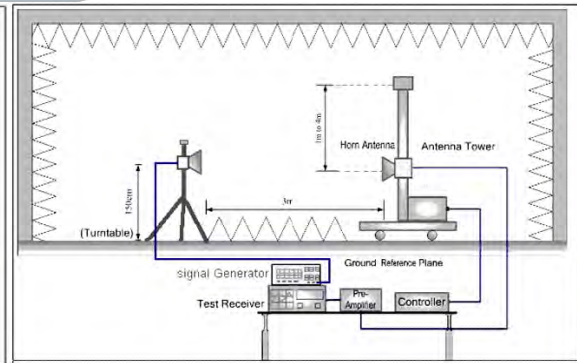 1m to 4m
Horn Antenna
Antenna Tower
150cm
3m
(Turntable)
Ground Reference Plane
signal Generator
Test Receiver
Pre-
Amplifier
Controller